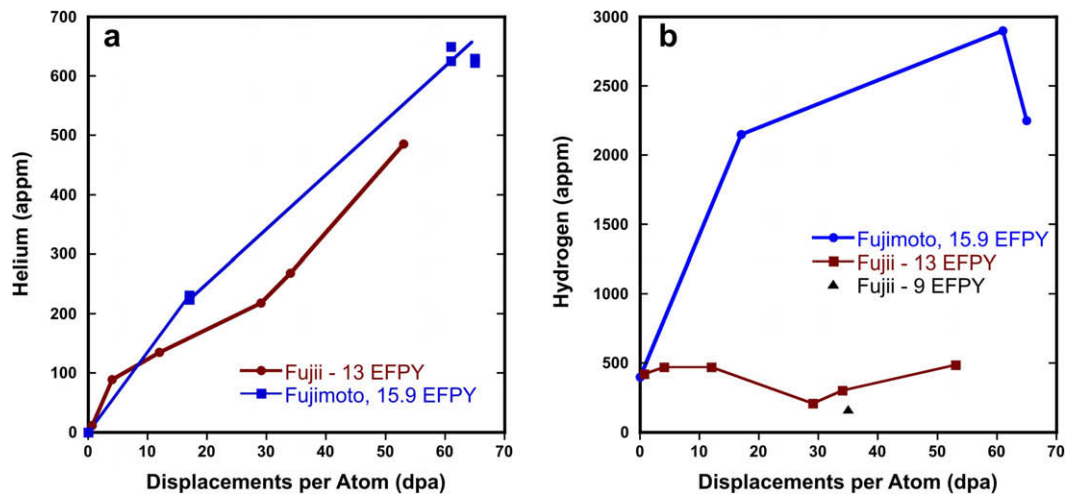 a
700
600
500
400
300
200
100
0
Helium (appm)
Fujii - 13 EFPY
Fujimoto, 15.9 EFPY
0 10 20 30 40 50 60 70
Displacements per Atom (dpa)
b
3000
2500
2000
1500
1000
500
0
Hydrogen (appm)
Fujimoto, 15.9 EFPY
Fujii - 13 EFPY
Fujii - 9 EFPY
0 10 20 30 40 50 60 70
Displacements per Atom (dpa)